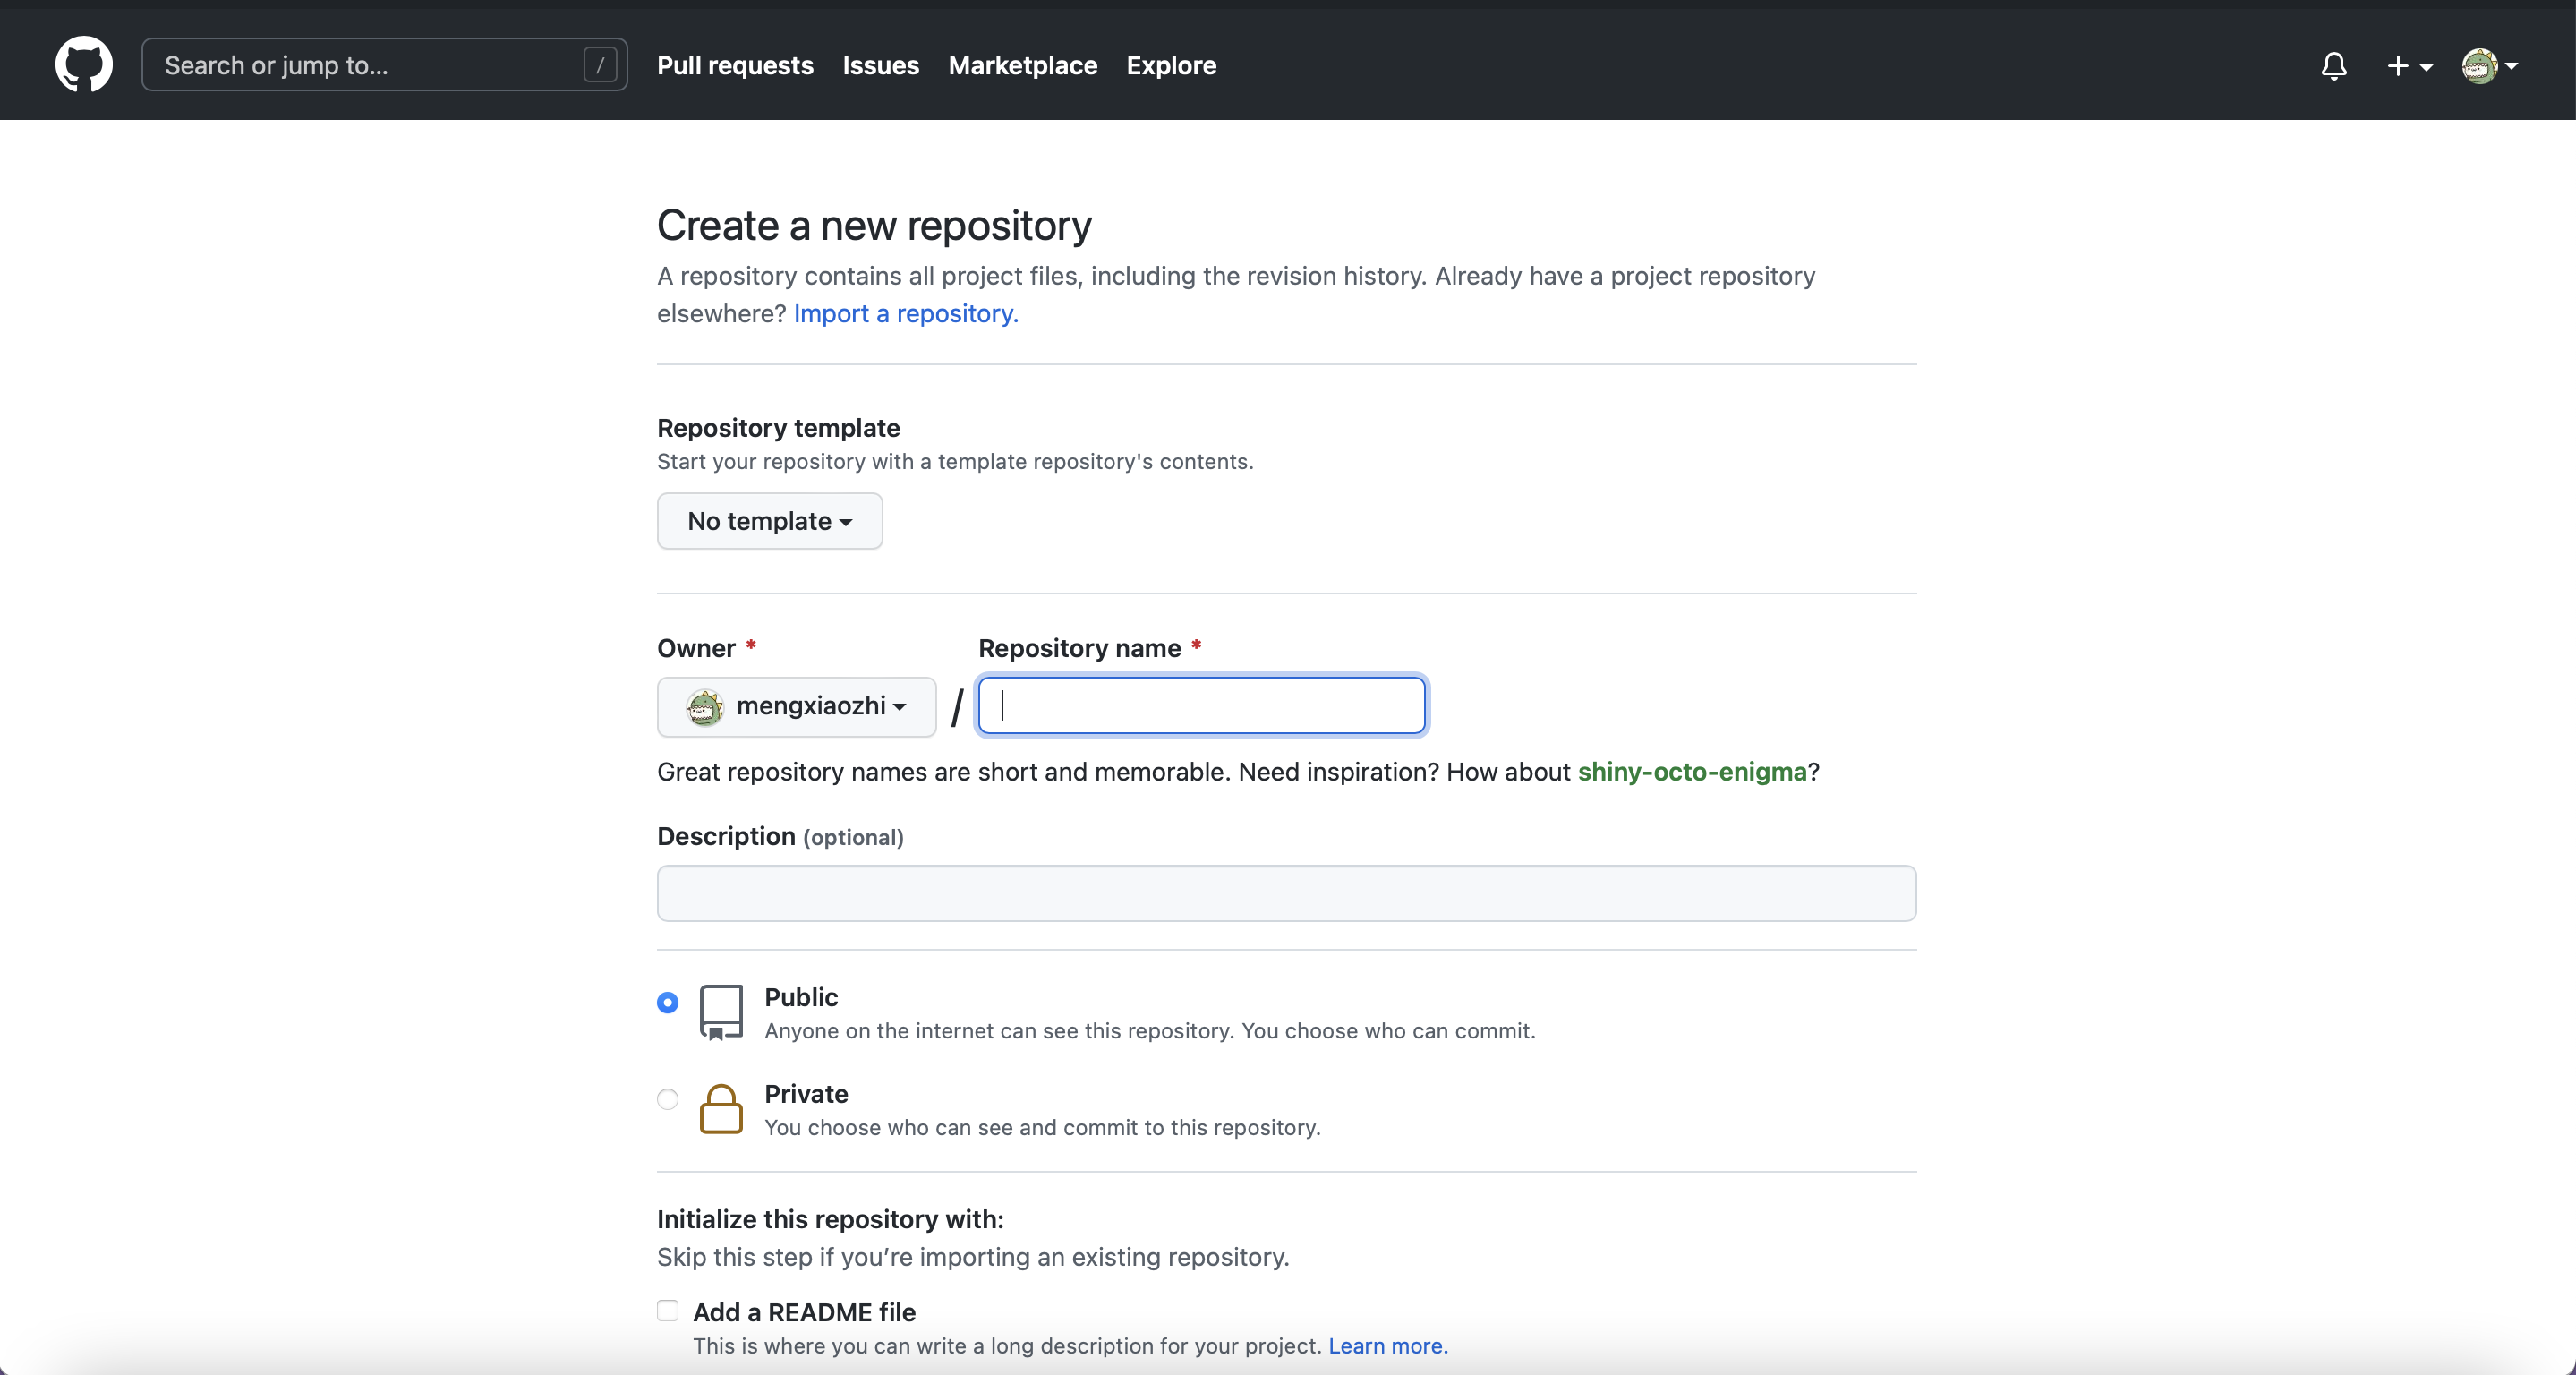 Search or jump to... /
Pull requests Issues Marketplace Explore
Create a new repository
A repository contains all project files, including the revision history. Already have a project repository
elsewhere? Import a repository.
Repository template
Start your repository with a template repository's contents.
No template
Owner * Repository name *
mengxiaozhi /
Great repository names are short and memorable. Need inspiration? How about shiny-octo-enigma?
Description (optional)
Public
Anyone on the internet can see this repository. You choose who can commit.
Private
You choose who can see and commit to this repository.
Initialize this repository with:
Skip this step if you’re importing an existing repository.
Add a README file
This is where you can write a long description for your project. Learn more.